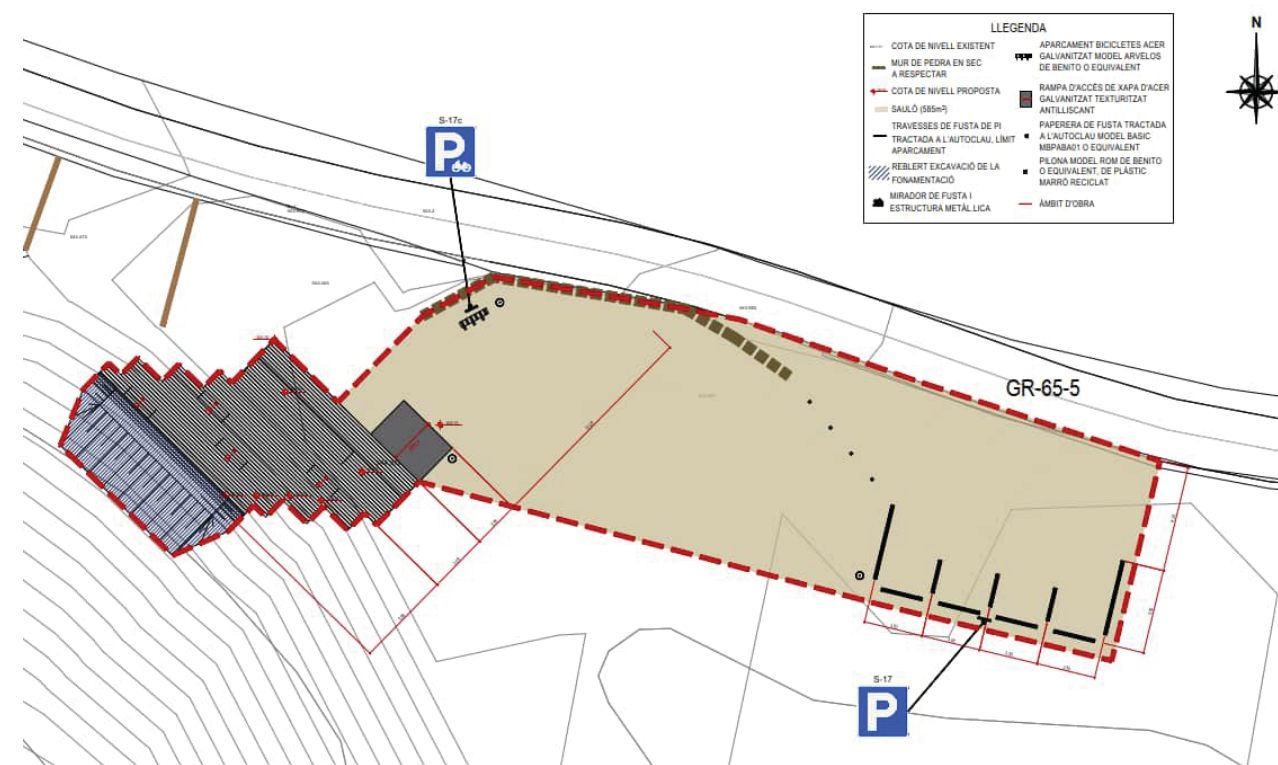 LLEGENDA
COTA DE NIVELL EXISTENT
MUR DE PEDRA EN SEC
A RESPECTAR
COTA DE NIVELL PROPOSTA
SAULÓ (585m²)
TRAVESSES DE FUSTA DE PI
TRACTADA A L'AUTOCLAU, LÍMIT
APARCAMENT
REBLERT EXCAVACIÓ DE LA
FONAMENTACIÓ
MIRADOR DE FUSTA I
ESTRUCTURA METÀL.LICA
APARCAMENT BICICLETES ACER
GALVANITZAT MODEL ARVELOS
DE BENITO O EQUIVALENT
RAMPA D'ACCÈS DE XAPA D'ACER
GALVANITZAT TEXTURITZAT
ANTILLISCANT
PAPERERA DE FUSTA TRACTADA
A L'AUTOCLAU MODEL BASIC
MBPABA01 O EQUIVALENT
PILONA MODEL ROM DE BENITO
O EQUIVALENT, DE PLÀSTIC
MARRÓ RECICLAT
ÀMBIT D'OBRA
N
S-17c
P
GR-65-5
S-17
P